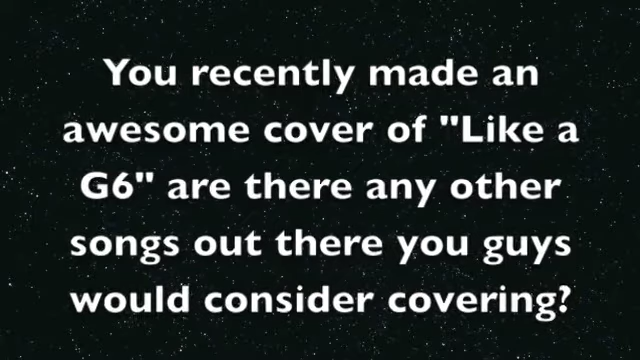 You recently made an
awesome cover of "Like a
G6" are there any other
songs out there you guys
would consider covering?